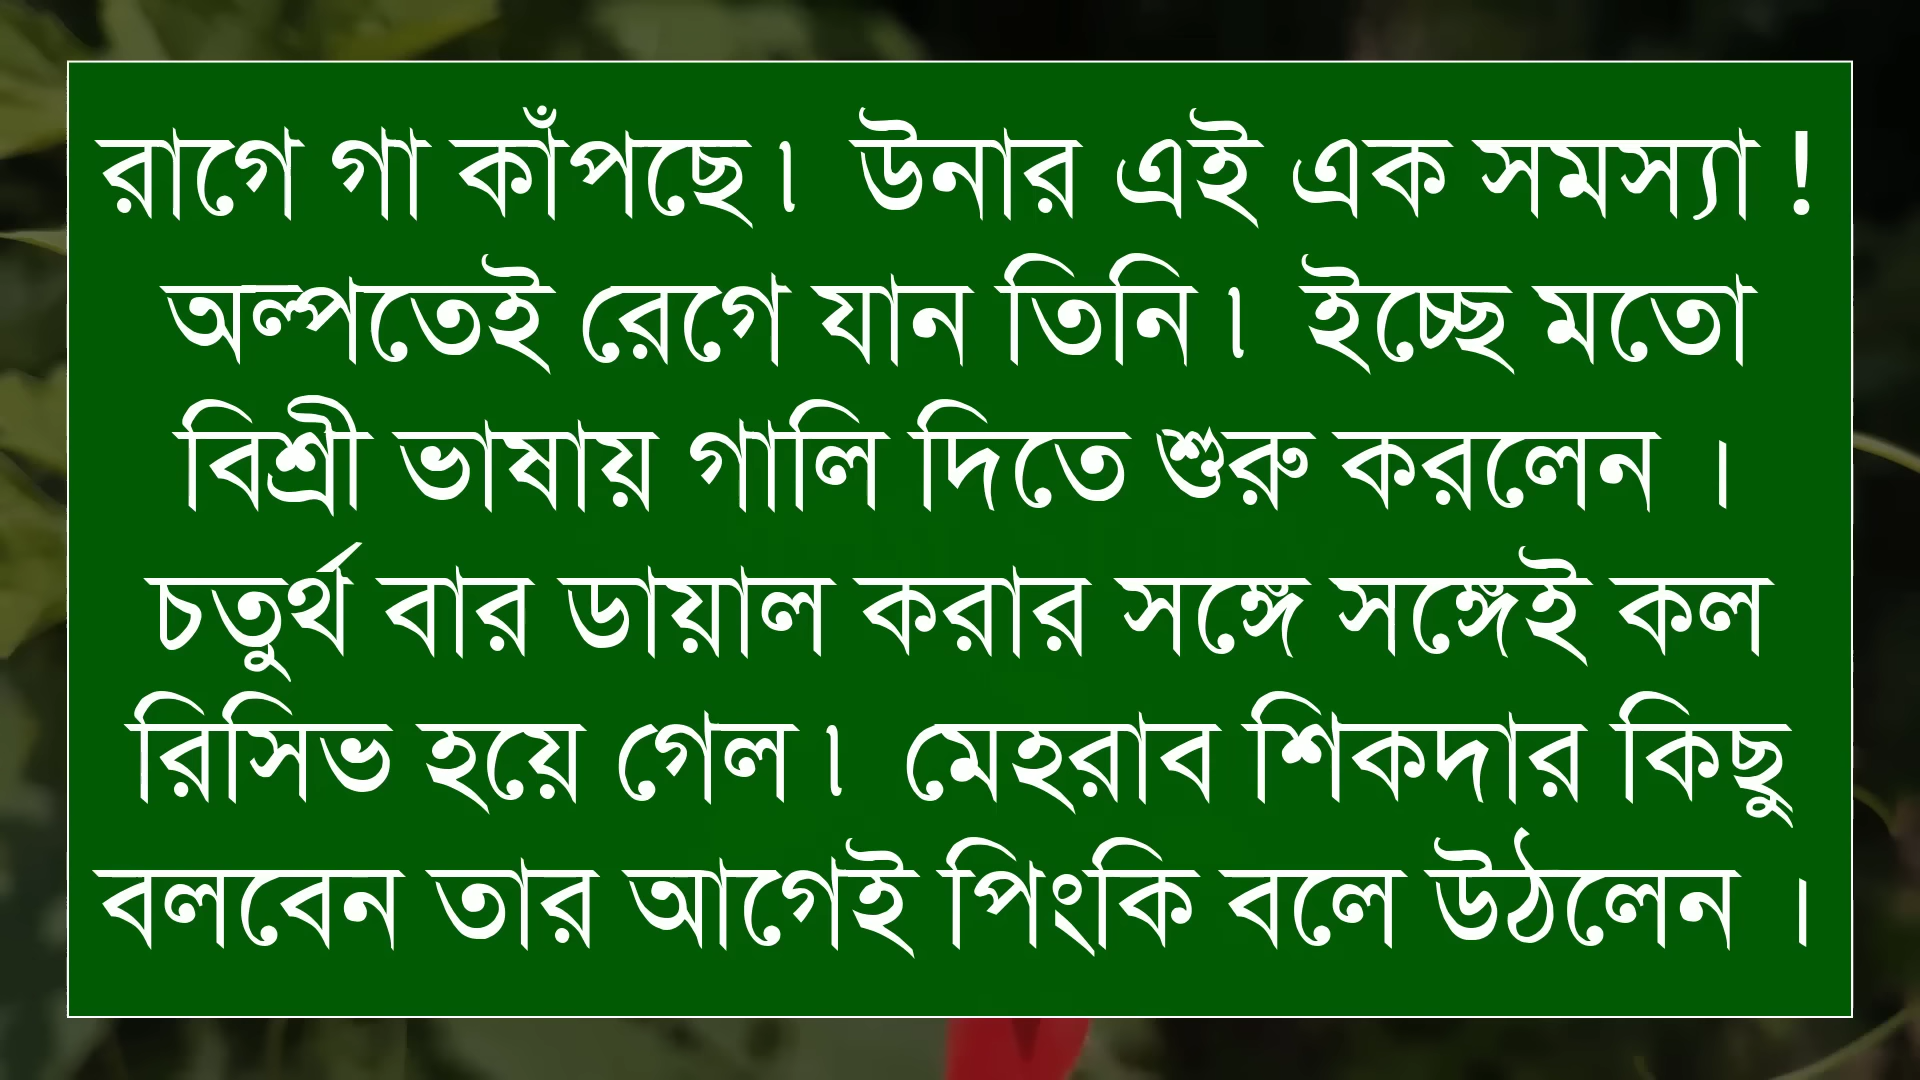 রাগে গা কাঁপছে। উনার এই এক সমস্যা !
অল্পতেই রেগে যান তিনি। ইচ্ছে মতো
বিশ্রী ভাষায় গালি দিতে শুরু করলেন ।
চতুর্থ বার ডায়াল করার সঙ্গে সঙ্গেই কল
রিসিভ হয়ে গেল। মেহরাব শিকদার কিছু
বলবেন তার আগেই পিংকি বলে উঠলেন ।